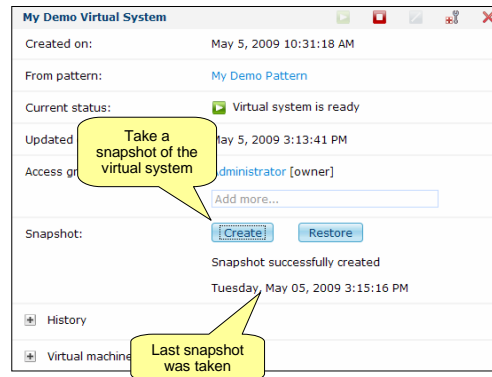 My Demo Virtual System
Created on: May 5, 2009 10:31:18 AM
From pattern: My Demo Pattern
Current status: Virtual system is ready
Updated May 5, 2009 3:13:41 PM
Take a
snapshot of the
virtual system
Access administrator [owner]
Add more...
Snapshot: Create Restore
Snapshot successfully created
Tuesday, May 05, 2009 3:15:16 PM
History
Last snapshot
was taken
Virtual machine